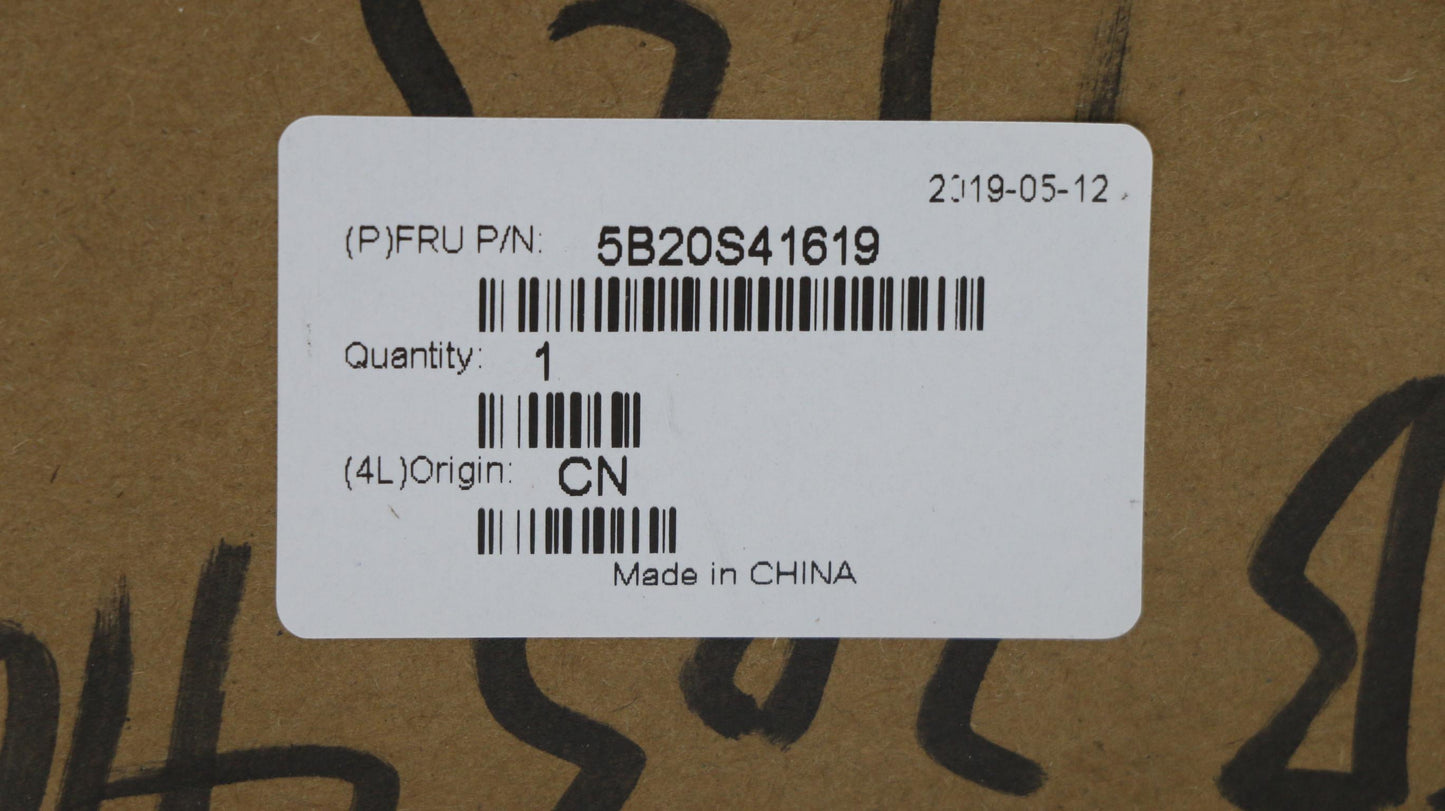 2019-05-12
(P)FRU P/N: 5B20S41619
Quantity: 1
(4L)Origin: CN
Made in CHINA